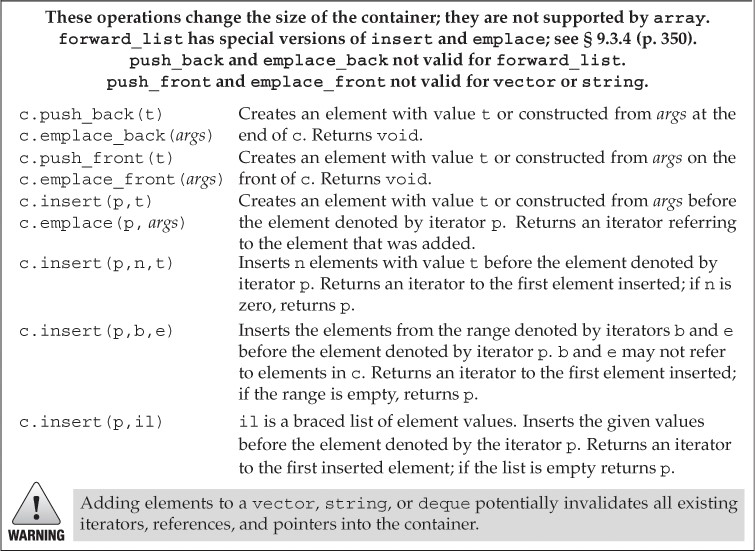 These operations change the size of the container; they are not supported by array.
forward_list has special versions of insert and emplace; see § 9.3.4 (p. 350).
push_back and emplace_back not valid for forward_list.
push_front and emplace_front not valid for vector or string.
c.push_back(t) Creates an element with value t or constructed from args at the
c.emplace_back(args) end of c. Returns void.
c.push_front(t) Creates an element with value t or constructed from args on the
c.emplace_front(args) front of c. Returns void.
c.insert(p,t) Creates an element with value t or constructed from args before
c.emplace(p, args) the element denoted by iterator p. Returns an iterator referring
to the element that was added.
c.insert(p,n,t) Inserts n elements with value t before the element denoted by
iterator p. Returns an iterator to the first element inserted; if n is
zero, returns p.
c.insert(p,b,e) Inserts the elements from the range denoted by iterators b and e
before the element denoted by iterator p. b and e may not refer
to elements in c. Returns an iterator to the first element inserted;
if the range is empty, returns p.
c.insert(p,il) il is a braced list of element values. Inserts the given values
before the element denoted by the iterator p. Returns an iterator
to the first inserted element; if the list is empty returns p.
Adding elements to a vector, string, or deque potentially invalidates all existing
iterators, references, and pointers into the container.
! WARNING